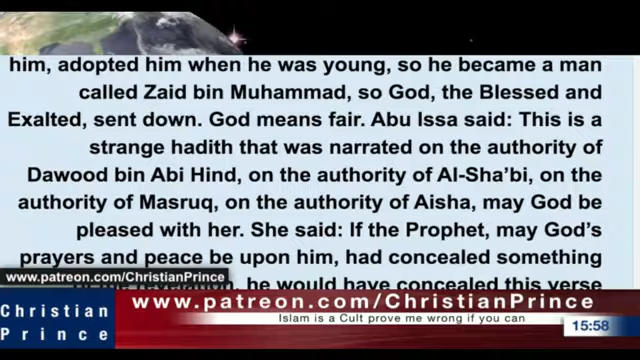 him, adopted him when he was young, so he became a man
called Zaid bin Muhammad, so God, the Blessed and
Exalted, sent down. God means fair. Abu Issa said: This is a
strange hadith that was narrated on the authority of
Dawood bin Abi Hind, on the authority of Al-Sha'bi, on the
authority of Masruq, on the authority of Aisha, may God be
pleased with her. She said: If the Prophet, may God's
prayers and peace be upon him, had concealed something
revelation, he would have concealed this verse
www.patreon.com/ChristianPrince
www.patreon.com/ChristianPrince
Christian
Prince
Islam is a Cult prove me wrong if you can
15:58